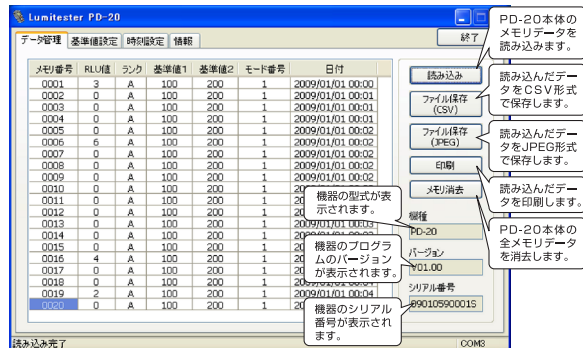 Lumitester PD-20
データ管理 基準値設定 時刻設定 情報
終了
メモリ番号 RLU値 ランク 基準値1 基準値2 モード番号 日付
0001 3 A 100 200 1 2009/01/01 00:00
0002 0 A 100 200 1 2009/01/01 00:01
0003 0 A 100 200 1 2009/01/01 00:01
0004 0 A 100 200 1 2009/01/01 00:01
0005 0 A 100 200 1 2009/01/01 00:02
0006 6 A 100 200 1 2009/01/01 00:02
0007 0 A 100 200 1 2009/01/01 00:02
0008 0 A 100 200 1 2009/01/01 00:02
0009 0 A 100 200 1 2009/01/01 00:02
0010 0 A 100 200 1
0011 0 A 100 200 1
0012 0 A 100 200 1
0013 0 A 100 200 1 2009/01/01 00:03
0014 0 A 100 200 1
0015 0 A 100 200 1
0016 4 A 100 200 1
0017 0 A 100 200 1
0018 0 A 100 200 1
0019 2 A 100 200 1 2009/01/01 00:04
0020 0 A 100 200 1
読み込み
ファイル保存
(CSV)
ファイル保存
(JPEG)
印刷
メモリ消去
機種
PD-20
バージョン
V01.00
シリアル番号
09010590001S
読み込み完了
COM3
PD-20本体の
メモリデータを
読み込みます。
読み込んだデー
タをCSV形式
で保存します。
読み込んだデー
タをJPEG形式
で保存します。
読み込んだデー
タを印刷します。
PD-20本体の
全メモリデータ
を消去します。
機器の型式が表
示されます。
機器のプログラ
ムのバージョン
が表示されます。
機器のシリアル
番号が表示され
ます。